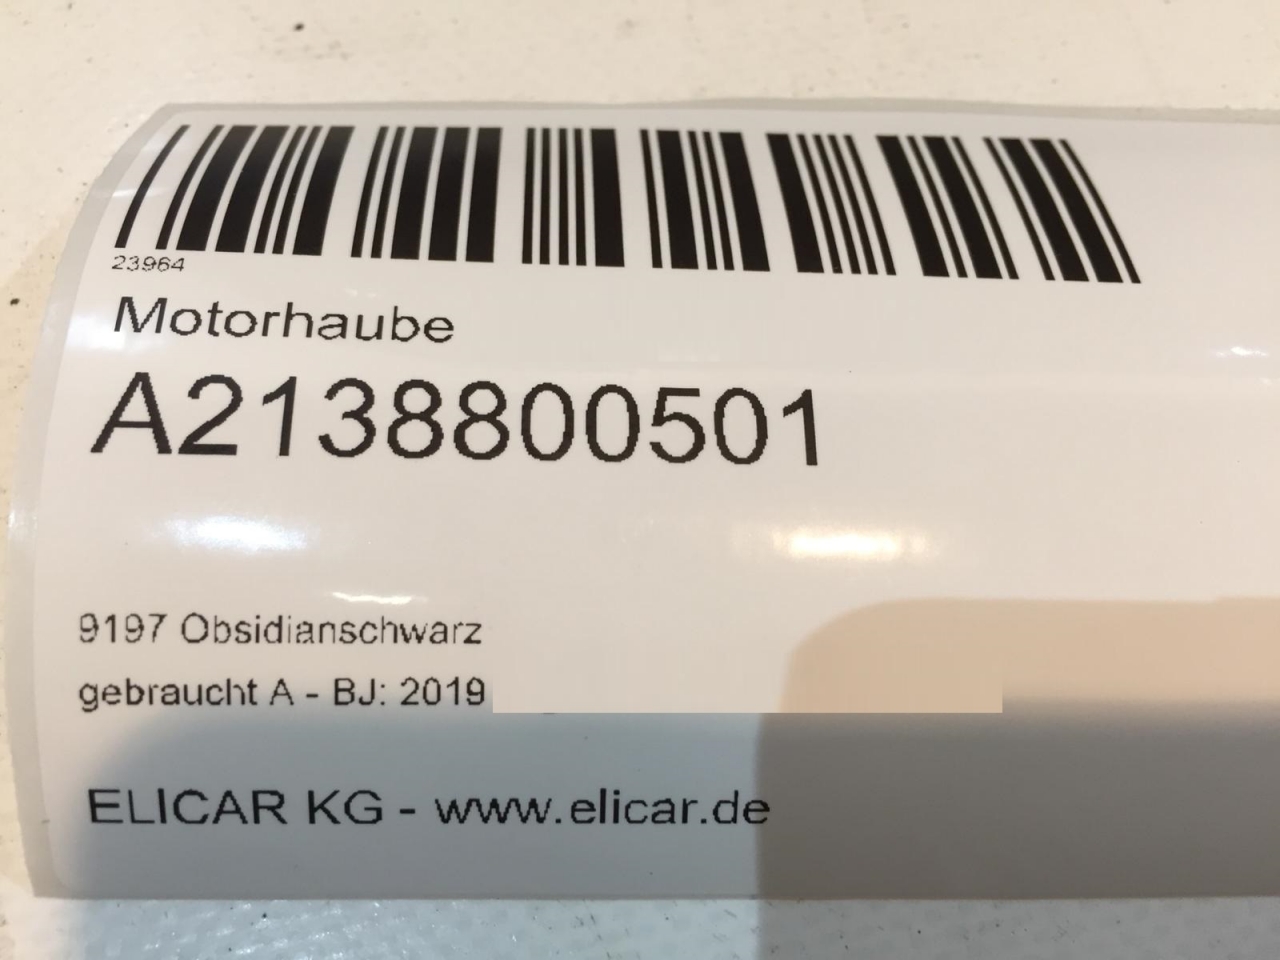 23964
Motorhaube
A2138800501
9197 Obsidianschwarz
gebraucht A - BJ: 2019
ELICAR KG - www.elicar.de